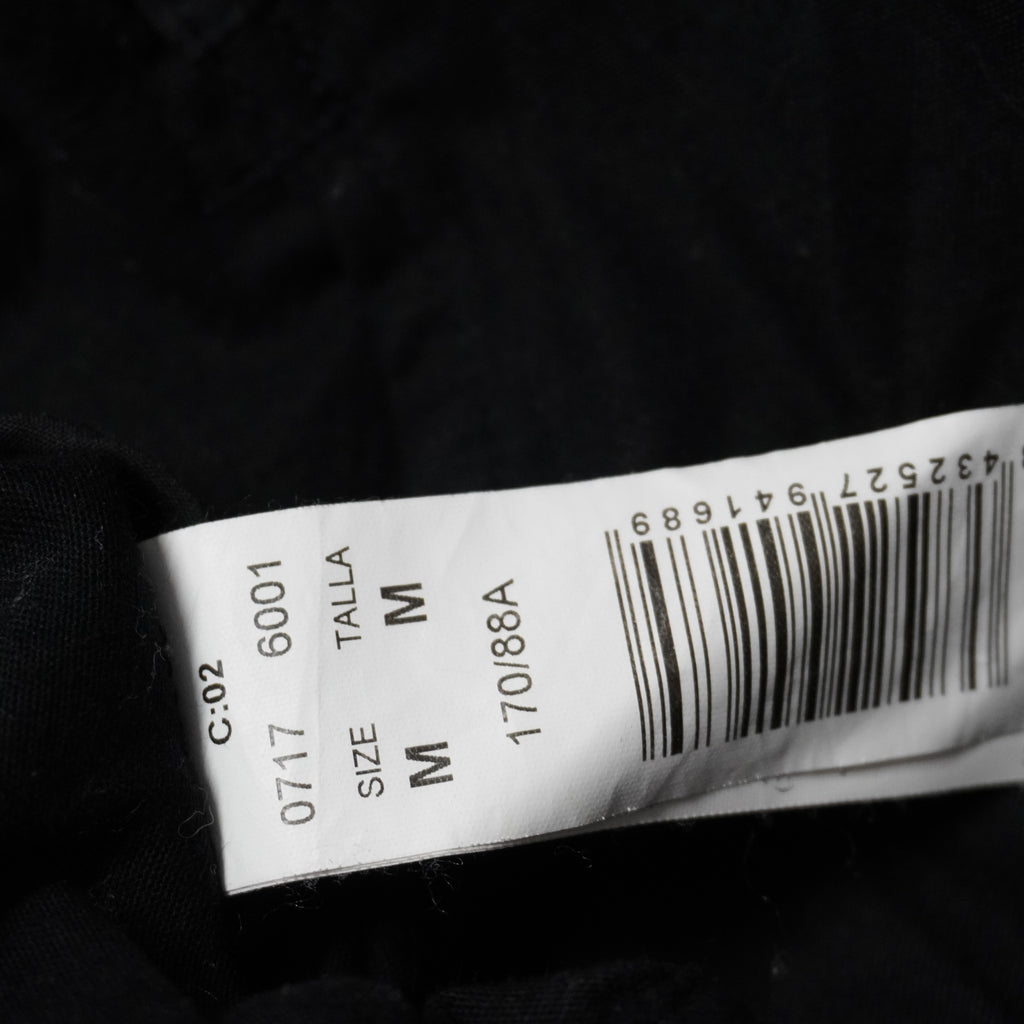 C:02
0717 6001
SIZE TALLA
M M
170/88A
432527 941689